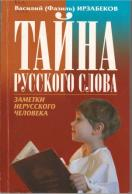 Василий (Фазиль) ИРЗАБЕКОВ
ТАЙНА
РУССКОГО СЛОВА
ЗАМЕТКИ
НЕРУССКОГО
ЧЕЛОВЕКА